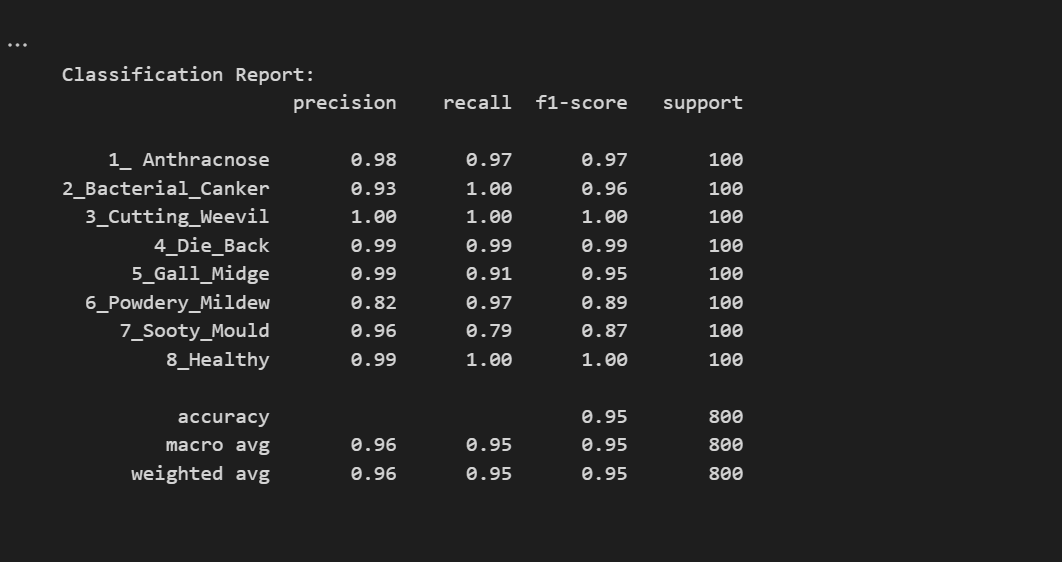 ...
Classification Report:
precision recall f1-score support
1_ Anthracnose 0.98 0.97 0.97 100
2_Bacterial_Canker 0.93 1.00 0.96 100
3_Cutting_Weevil 1.00 1.00 1.00 100
4_Die_Back 0.99 0.99 0.99 100
5_Gall_Midge 0.99 0.91 0.95 100
6_Powdery_Mildew 0.82 0.97 0.89 100
7_Sooty_Mould 0.96 0.79 0.87 100
8_Healthy 0.99 1.00 1.00 100
accuracy 0.95 800
macro avg 0.96 0.95 0.95 800
weighted avg 0.96 0.95 0.95 800